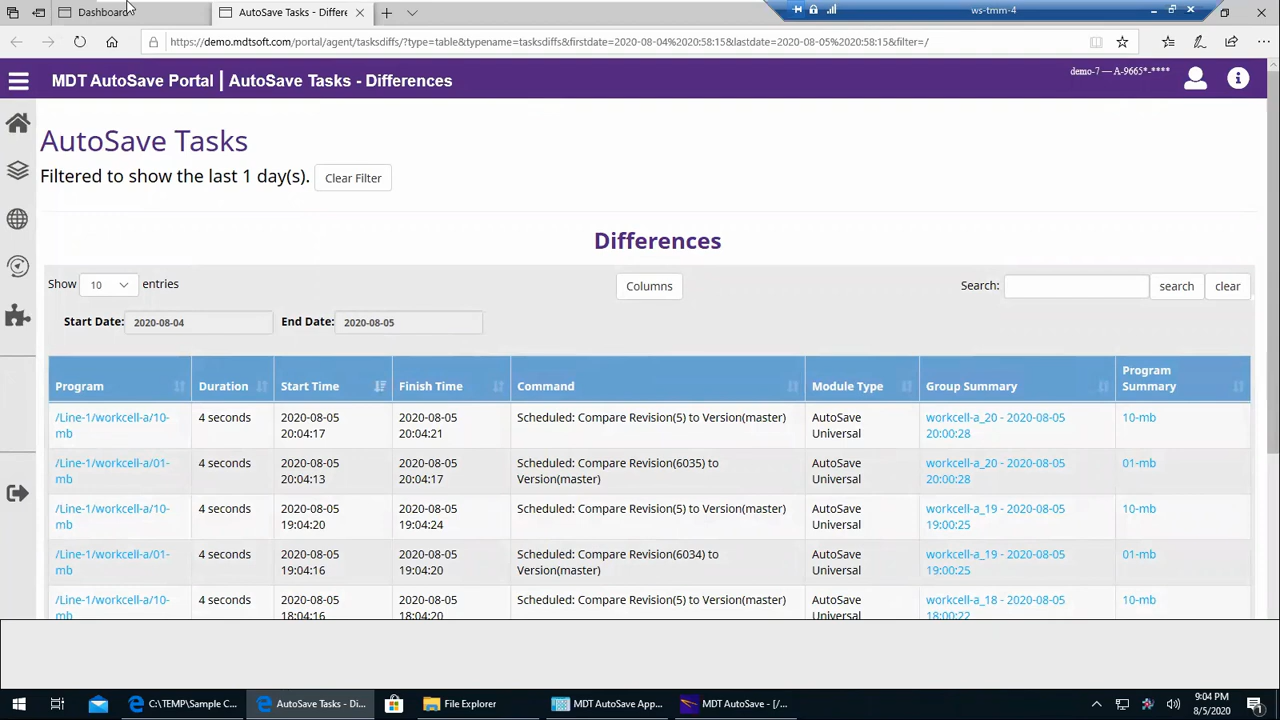 Dashboard
AutoSave Tasks - Differe
ws-tmm-4
https://demo.mdtsoft.com/portal/agent/tasksdiffs/?type=table&typename=tasksdiffs&firstdate=2020-08-04%2020:58:15&lastdate=2020-08-05%2020:58:15&filter=/
MDT AutoSave Portal | AutoSave Tasks - Differences
demo-7 — A-9665*-****
AutoSave Tasks
Filtered to show the last 1 day(s). Clear Filter
Differences
Show 10 entries Columns Search: search clear
Start Date: 2020-08-04 End Date: 2020-08-05
Program Duration Start Time Finish Time Command Module Type Group Summary Program Summary
/Line-1/workcell-a/10- 4 seconds 2020-08-05 2020-08-05 Scheduled: Compare Revision(5) to Version(master) AutoSave workcell-a_20 - 2020-08-05 10-mb
mb 20:04:17 20:04:21 Universal 20:00:28
/Line-1/workcell-a/01- 4 seconds 2020-08-05 2020-08-05 Scheduled: Compare Revision(6035) to AutoSave workcell-a_20 - 2020-08-05 01-mb
mb 20:04:13 20:04:17 Version(master) Universal 20:00:28
/Line-1/workcell-a/10- 4 seconds 2020-08-05 2020-08-05 Scheduled: Compare Revision(5) to Version(master) AutoSave workcell-a_19 - 2020-08-05 10-mb
mb 19:04:20 19:04:24 Universal 19:00:25
/Line-1/workcell-a/01- 4 seconds 2020-08-05 2020-08-05 Scheduled: Compare Revision(6034) to AutoSave workcell-a_19 - 2020-08-05 01-mb
mb 19:04:16 19:04:20 Version(master) Universal 19:00:25
/Line-1/workcell-a/10- 4 seconds 2020-08-05 2020-08-05 Scheduled: Compare Revision(5) to Version(master) AutoSave workcell-a_18 - 2020-08-05 10-mb
mb 18:04:16 18:04:20 Universal 18:00:22
C:\TEMP\Sample C... AutoSave Tasks - Di... File Explorer MDT AutoSave App... MDT AutoSave - [/... 9:04 PM
8/5/2020